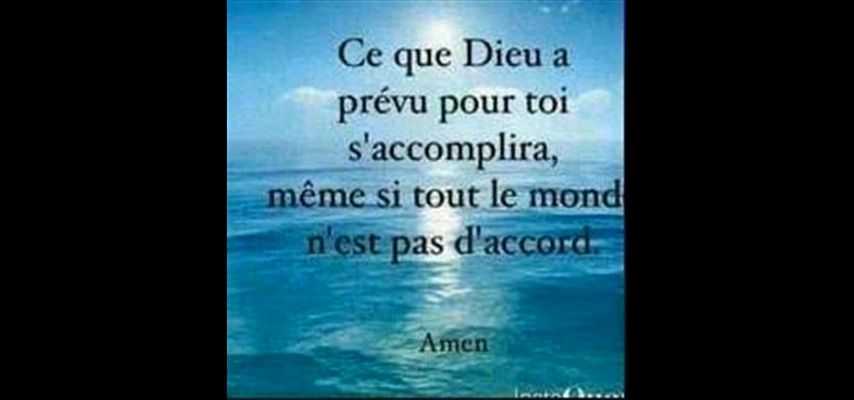 Ce que Dieu a
prévu pour toi
s'accomplira,
même si tout le mond
n'est pas d'accord.
Amen